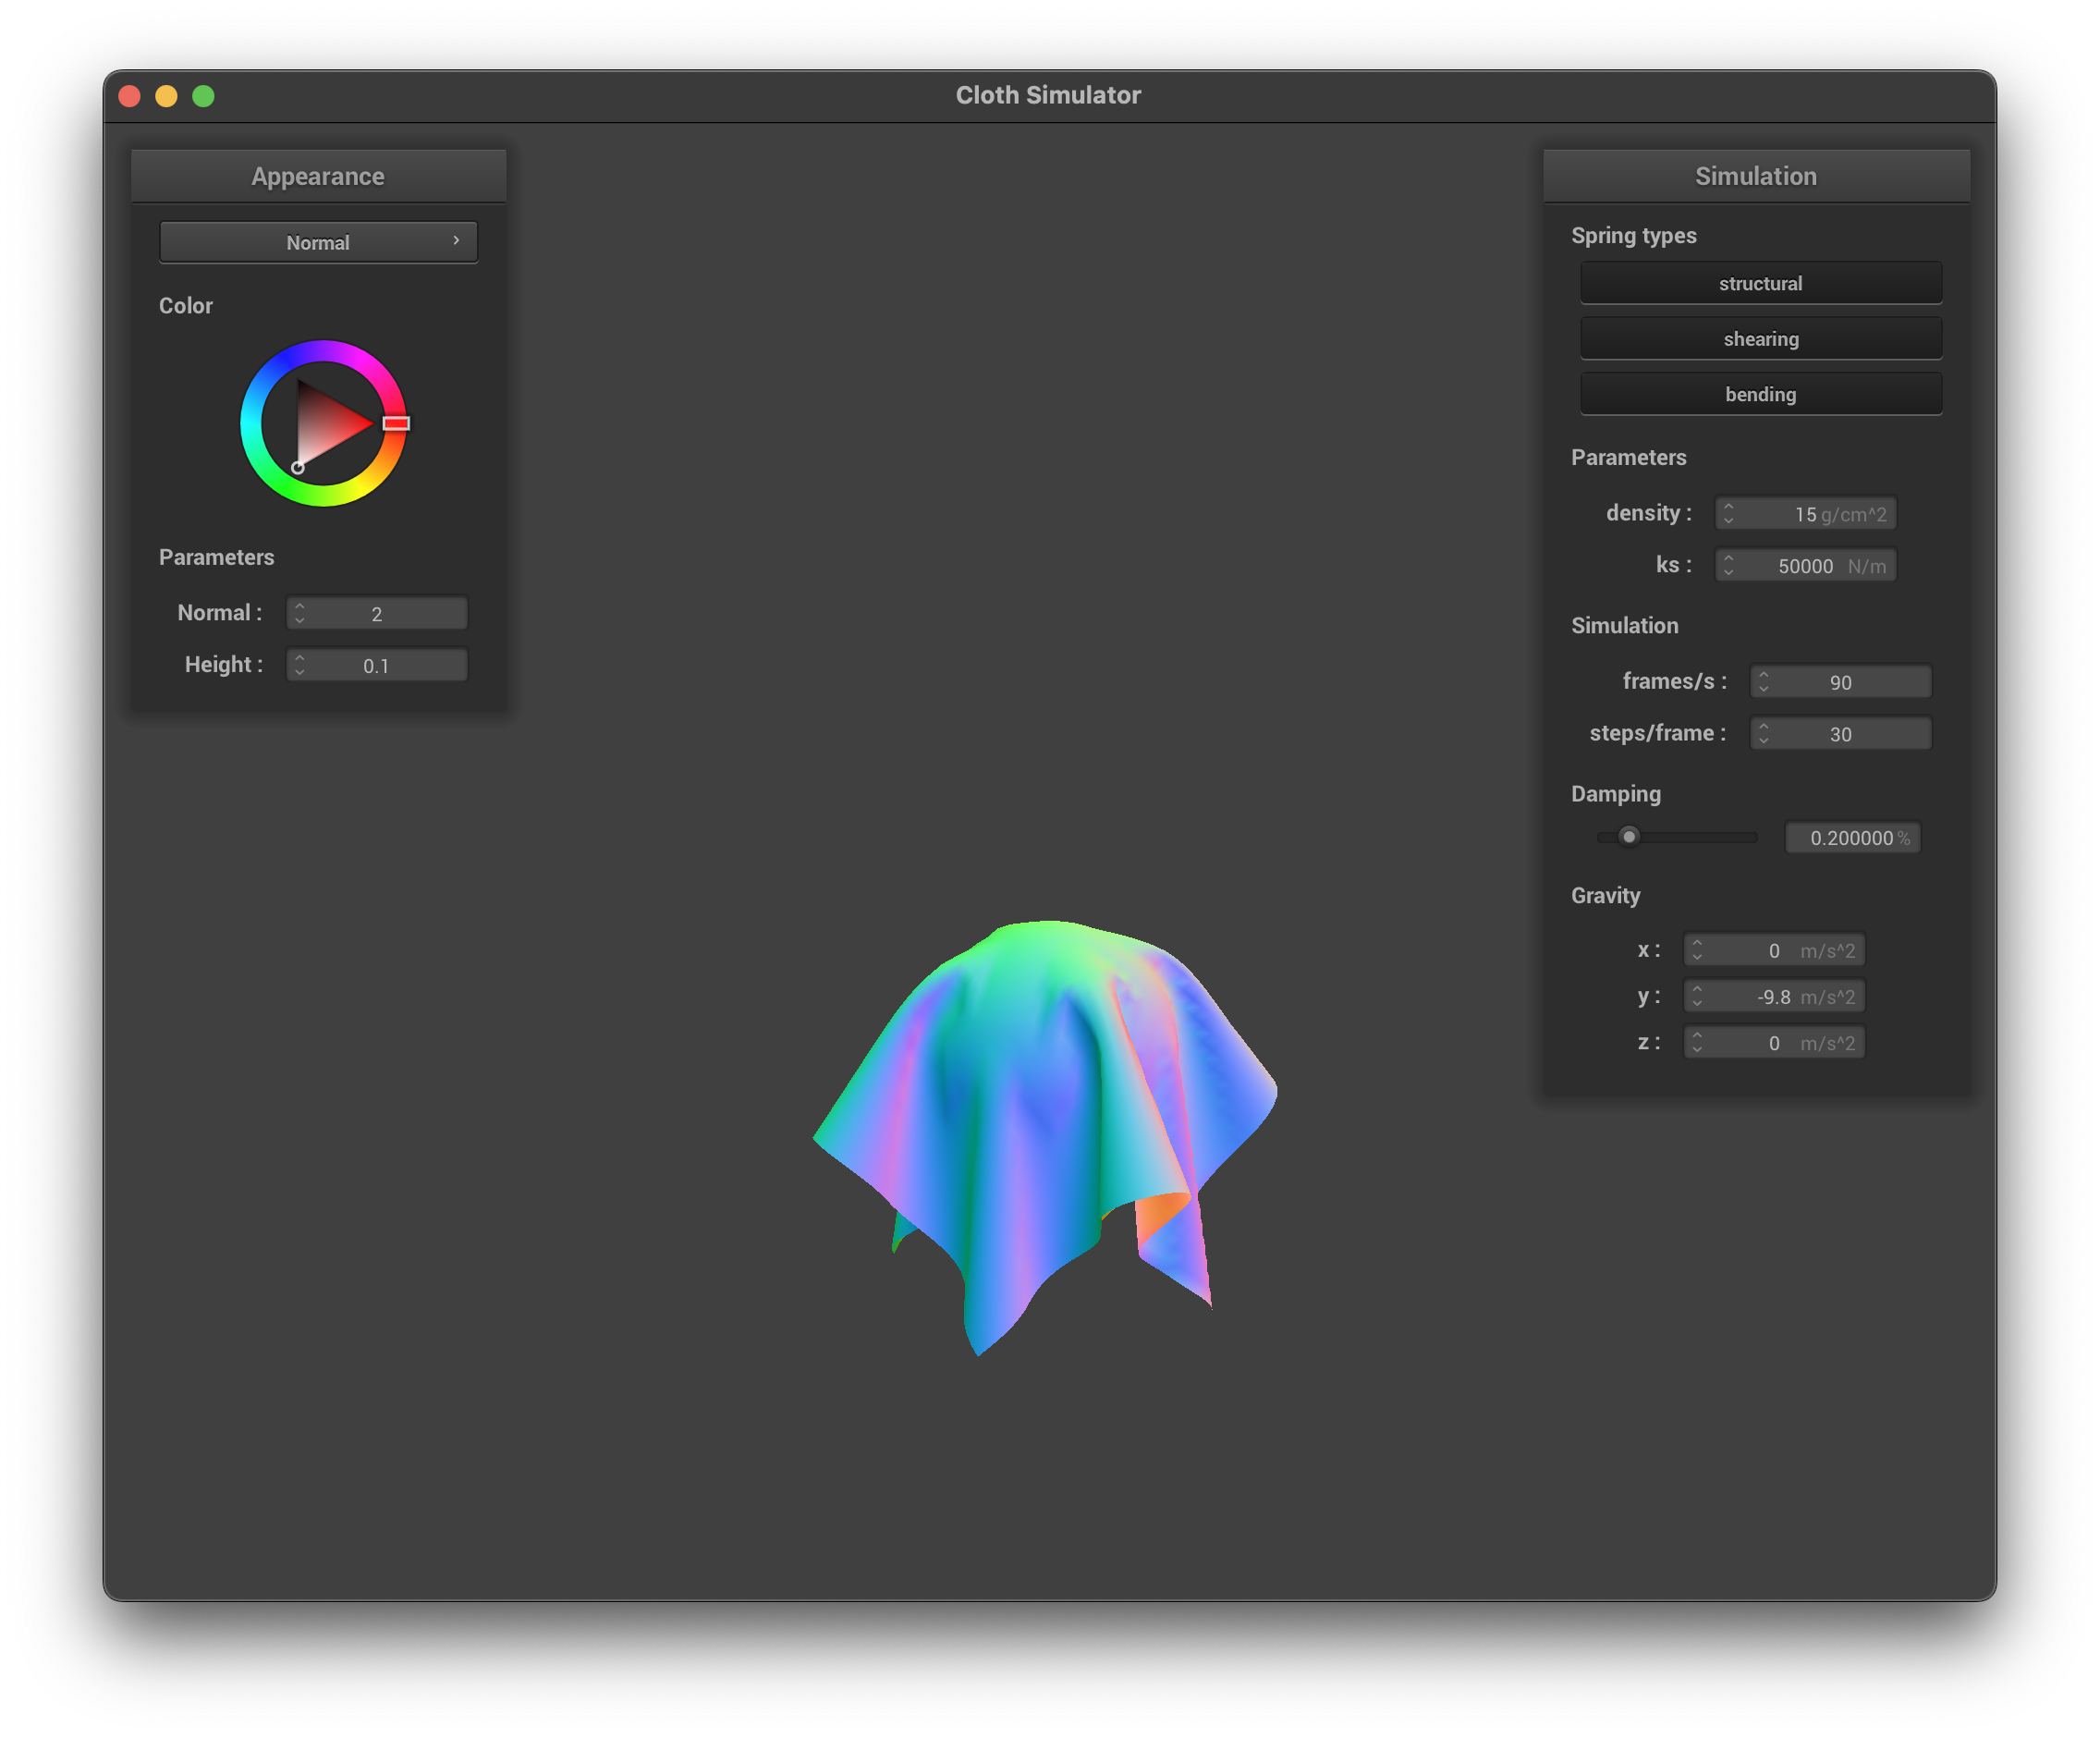 Cloth Simulator
Appearance
Normal
Color
Parameters
Normal : 2
Height : 0.1
Simulation
Spring types
structural
shearing
bending
Parameters
density : 15 g/cm^2
ks : 50000 N/m
Simulation
frames/s : 90
steps/frame : 30
Damping
0.200000 %
Gravity
x : 0 m/s^2
y : -9.8 m/s^2
z : 0 m/s^2